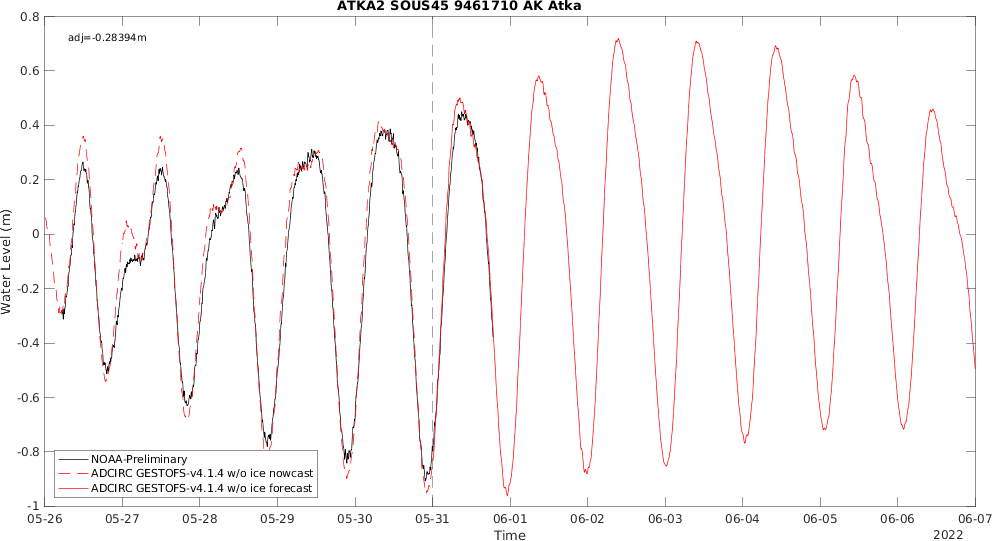 ATKA2 SOUS45 9461710 AK Atka
adj=-0.28394m
0.8
0.6
0.4
0.2
0
-0.2
-0.4
-0.6
-0.8
-1
Water Level (m)
NOAA-Preliminary
ADCIRC GESTOFS-v4.1.4 w/o ice nowcast
ADCIRC GESTOFS-v4.1.4 w/o ice forecast
05-26 05-27 05-28 05-29 05-30 05-31 06-01 06-02 06-03 06-04 06-05 06-06 06-07
Time
2022